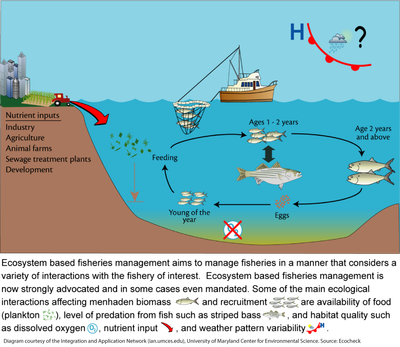 H ?
Nutrient inputs
Industry
Agriculture
Animal farms
Sewage treatment plants
Development
Ages 1 - 2 years
Age 2 years
and above
Feeding
Young of the
year
Eggs
O2
Ecosystem based fisheries management aims to manage fisheries in a manner that considers a
variety of interactions with the fishery of interest. Ecosystem based fisheries management is
now strongly advocated and in some cases even mandated. Some of the main ecological
interactions affecting menhaden biomass and recruitment are availability of food
(plankton ), level of predation from fish such as striped bass , and habitat quality such
as dissolved oxygen O2, nutrient input , and weather pattern variability H.
Diagram courtesy of the Integration and Application Network (ian.umces.edu), University of Maryland Center for Environmental Science. Source: Ecocheck